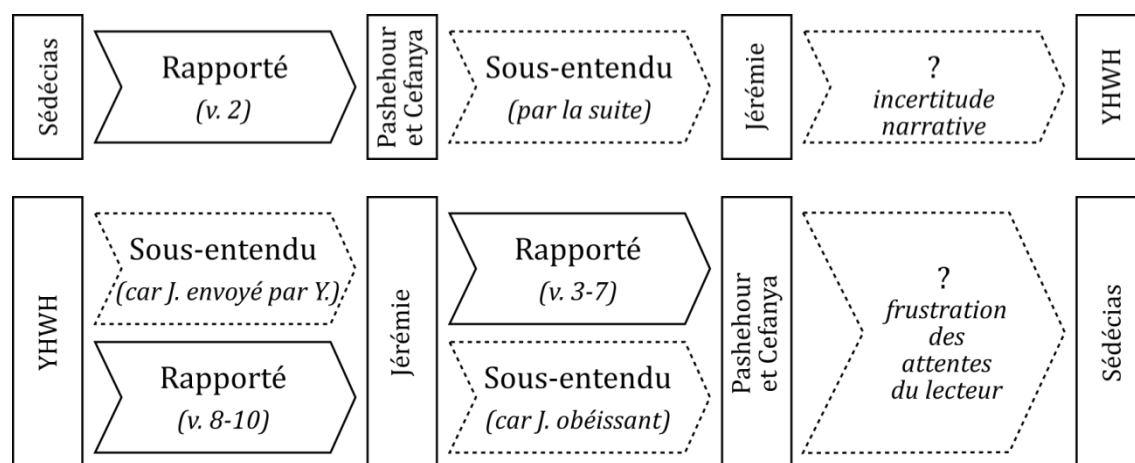 Sédécias
Rapporté
(v. 2)
Pashehour
et Cefanya
Sous-entendu
(par la suite)
Jérémie
?
incertitude
narrative
YHWH
YHWH
Sous-entendu
(car J. envoyé par Y.)
Rapporté
(v. 8-10)
Jérémie
Rapporté
(v. 3-7)
Sous-entendu
(car J. obéissant)
Pashehour
et Cefanya
?
frustration
des
attentes
du lecteur
Sédécias